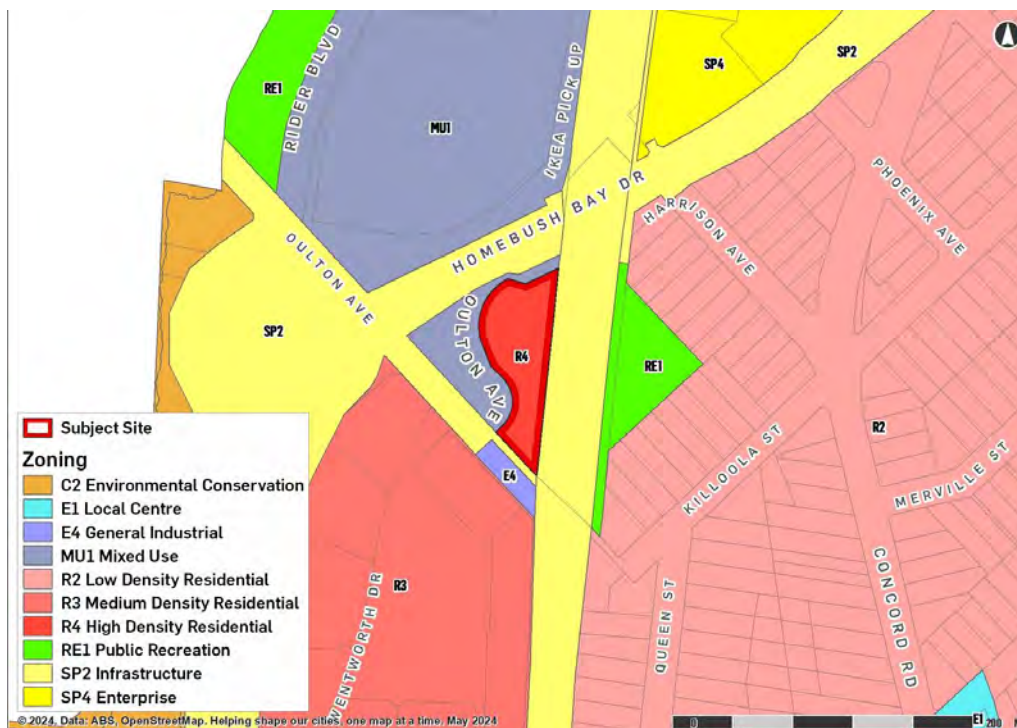 RIDER BLVD
RE1
MU1
IKEA PICK UP
SP4
SP2
HOMEBUSH BAY DR
HARRISON AVE
PHOENIX AVE
OULTON AVE
SP2
OULTON AVE
R4
RE1
R2
KILLOOLA ST
MERVILLE ST
E4
R3
WENTWORTH DR
QUEEN ST
CONCORD RD
E1
Subject Site
Zoning
C2 Environmental Conservation
E1 Local Centre
E4 General Industrial
MU1 Mixed Use
R2 Low Density Residential
R3 Medium Density Residential
R4 High Density Residential
RE1 Public Recreation
SP2 Infrastructure
SP4 Enterprise
© 2024. Data: ABS, OpenStreetMap. Helping shape our cities, one map at a time. May 2024
0 200